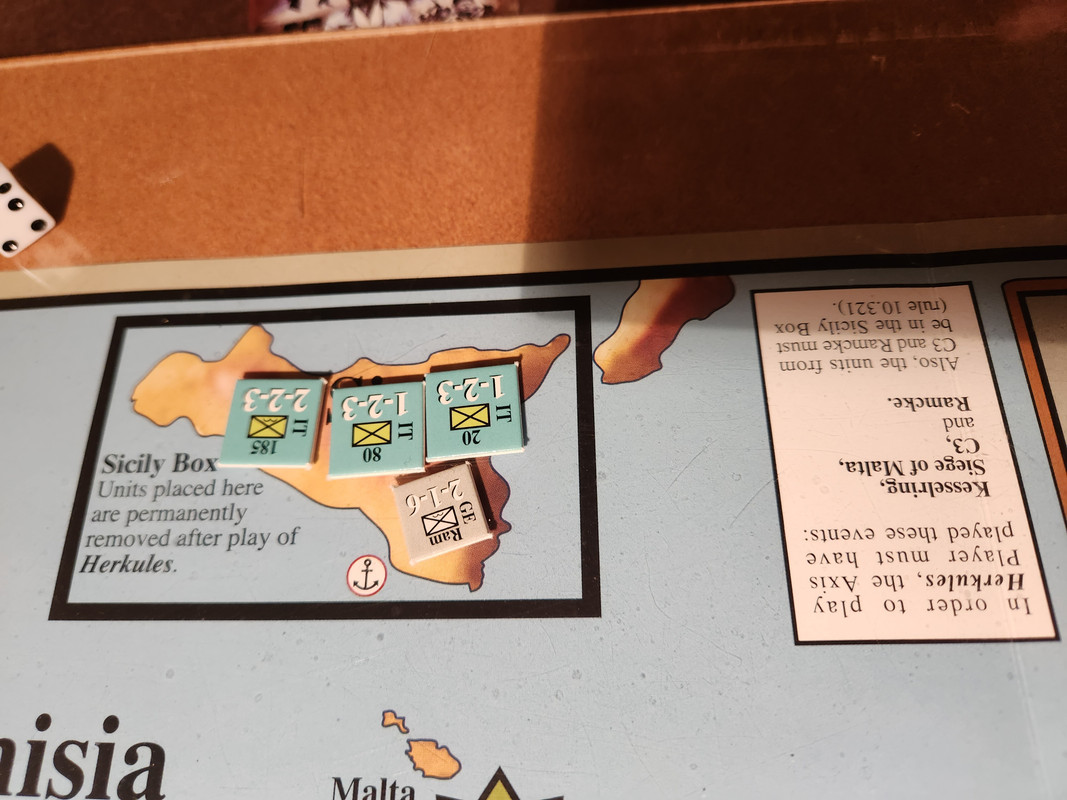 Sicily Box
Units placed here
are permanently
removed after play of
Herkules.
2-2-3
IT
185
1-2-3
IT
80
1-2-3
IT
20
2-1-6
GE
Ram
In order to play
Herkules, the Axis
Player must have
played these events:
Kesselring,
Siege of Malta,
C3,
and
Ramcke.
Also, the units from
C3 and Ramcke must
be in the Sicily Box
(rule 10.321).
nisia
Malta